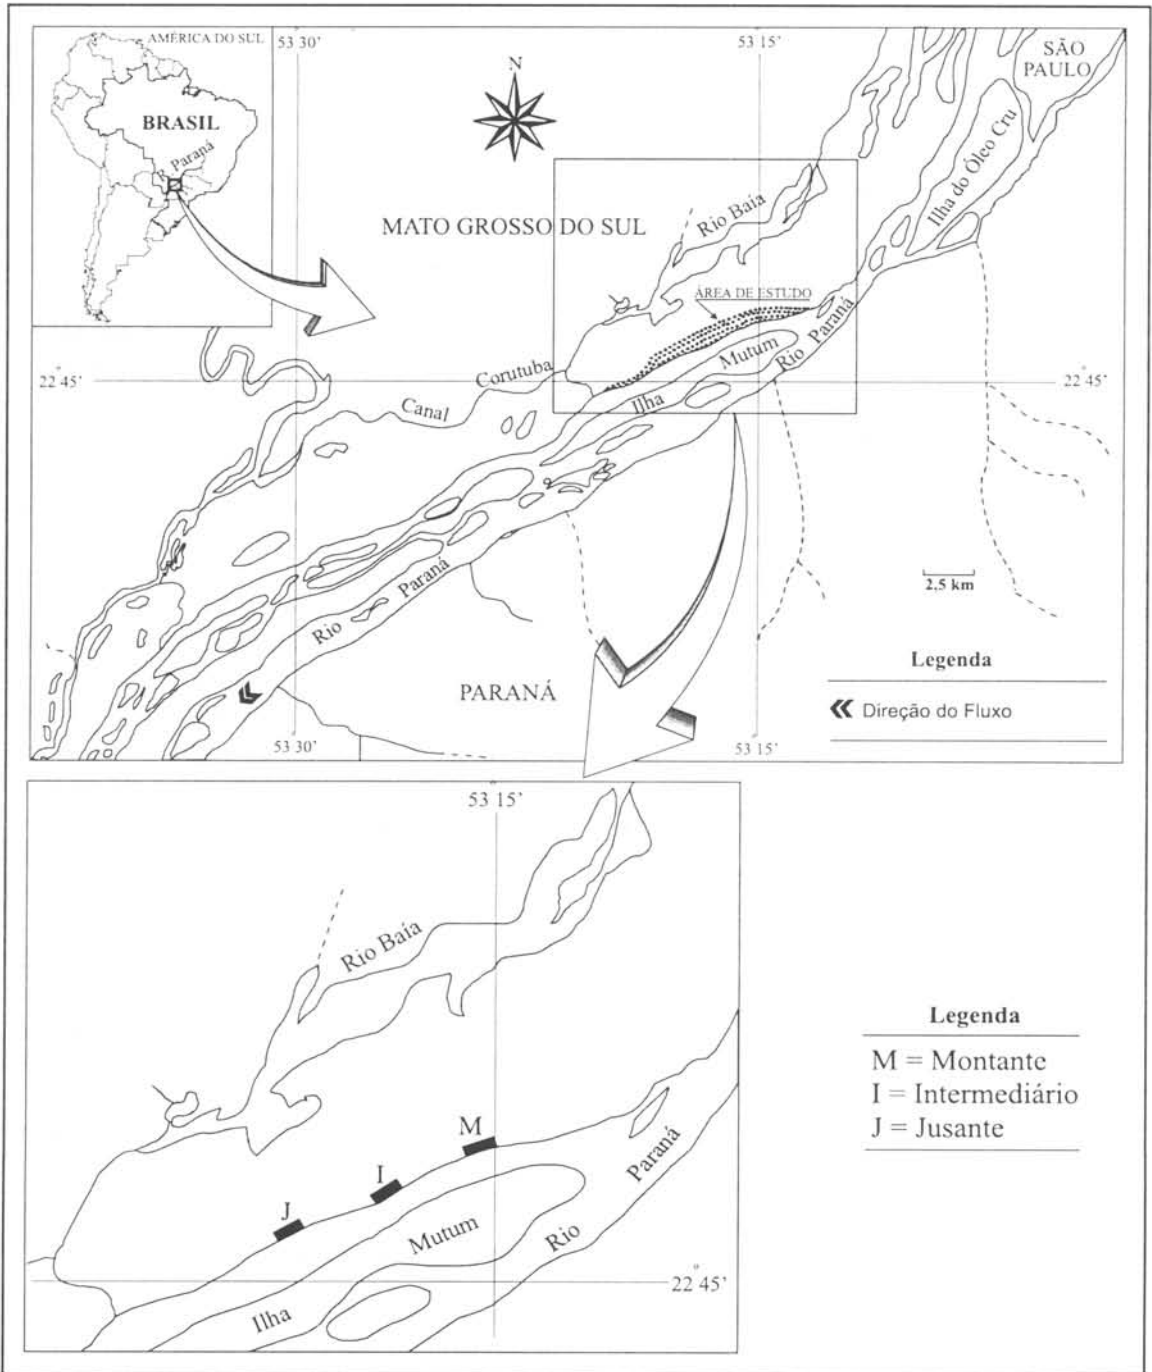 AMÉRICA DO SUL
BRASIL
Paraná
53 30'
53 15'
N
SÃO
PAULO
Ilha do Óleo Cru
MATO GROSSO DO SUL
Rio Baía
ÁREA DE ESTUDO
Mutum
Rio Paraná
22° 45'
22° 45'
Canal Corutuba
Ilha
Rio Paraná
2,5 km
PARANÁ
Legenda
Direção do Fluxo
53 30'
53 15'
53 15'
Rio Baía
M
I
J
Mutum
Rio Paraná
Ilha
22° 45'
Legenda
M = Montante
I = Intermediário
J = Jusante